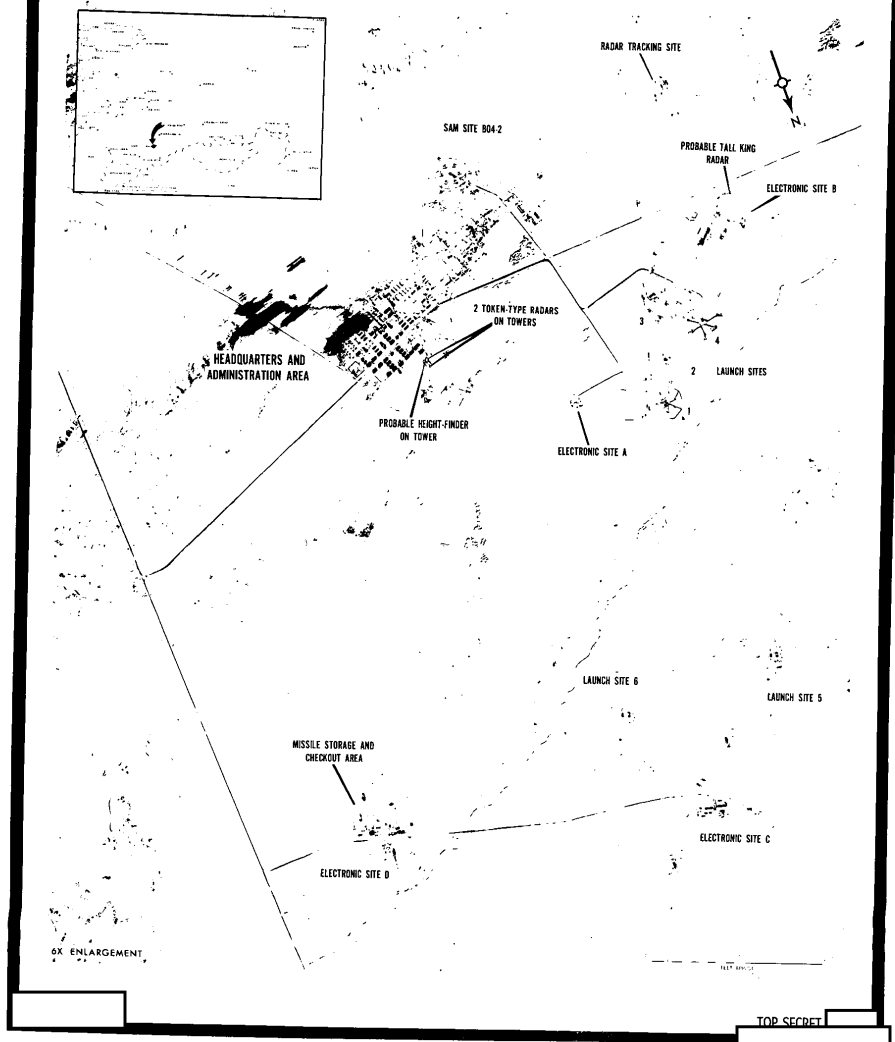 RADAR TRACKING SITE
N
SAM SITE B04-2
PROBABLE TALL KING
RADAR
ELECTRONIC SITE B
2 TOKEN-TYPE RADARS
ON TOWERS
3
4
HEADQUARTERS AND
ADMINISTRATION AREA
2 LAUNCH SITES
1
PROBABLE HEIGHT-FINDER
ON TOWER
ELECTRONIC SITE A
LAUNCH SITE 6
LAUNCH SITE 5
MISSILE STORAGE AND
CHECKOUT AREA
ELECTRONIC SITE C
ELECTRONIC SITE D
6X ENLARGEMENT
TOP SECRET